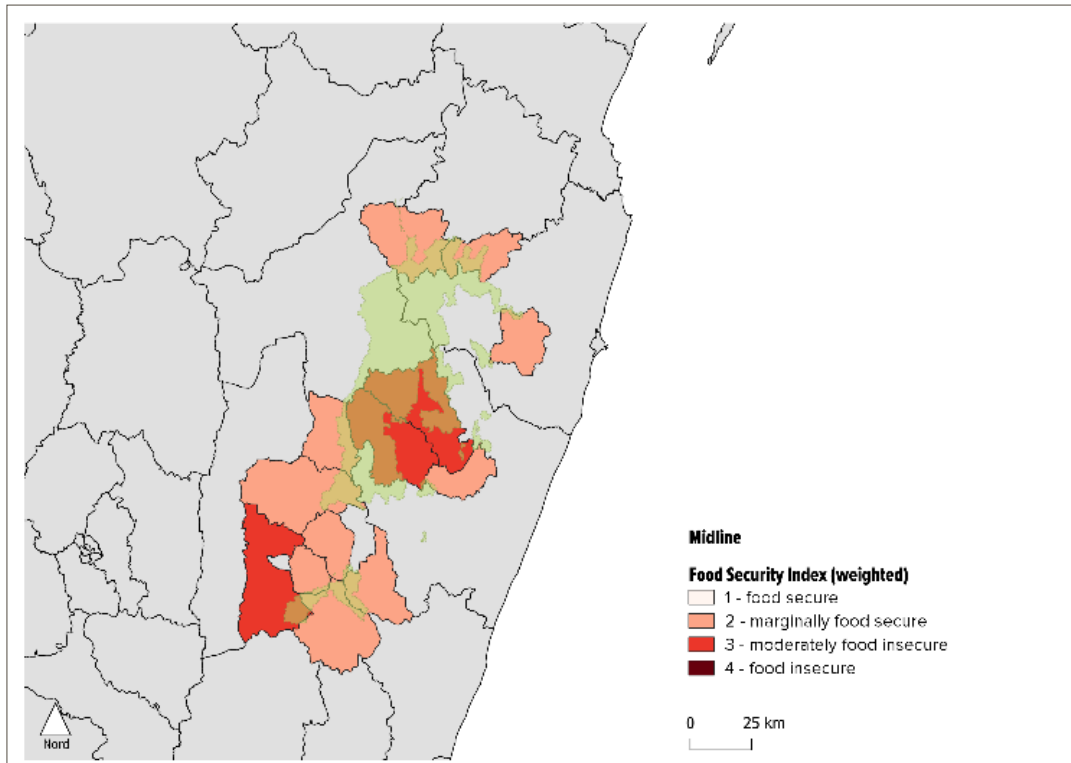 Midline
Food Security Index (weighted)
1 - food secure
2 - marginally food secure
3 - moderately food insecure
4 - food insecure
0 25 km
Nord